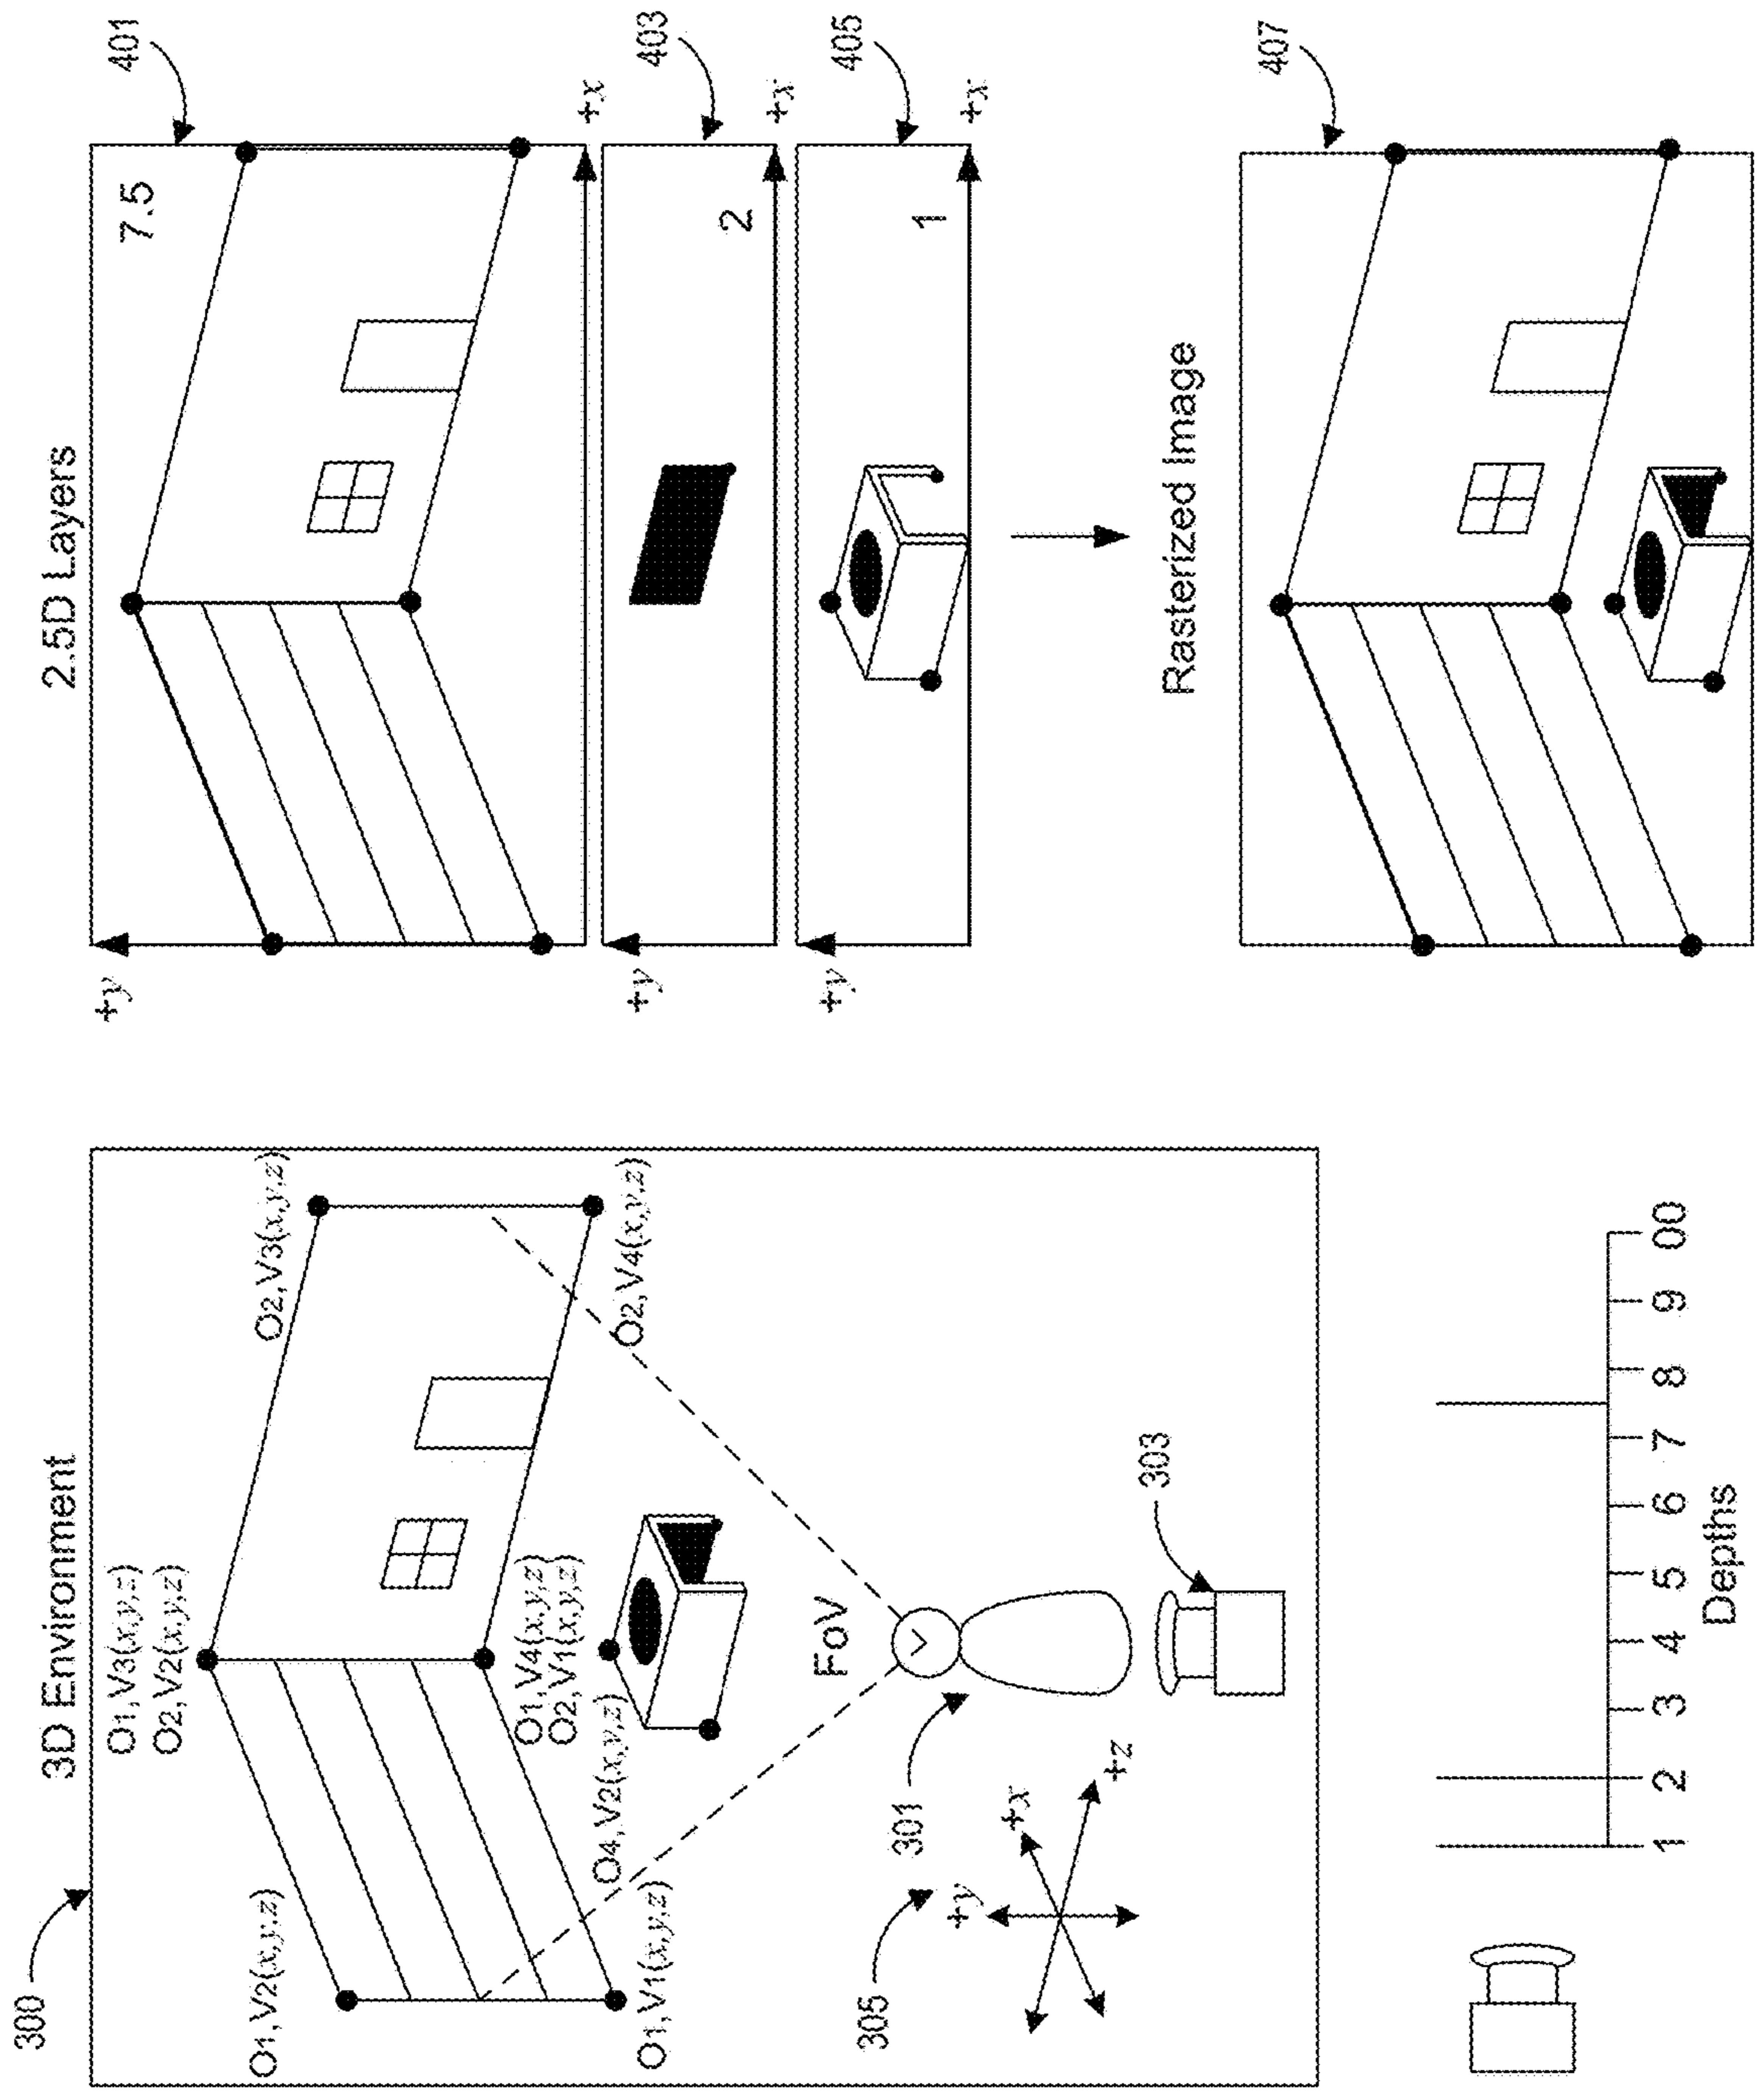 3D Environment
300
O1,V3(x,y,z)
O2,V2(x,y,z)
O1,V2(x,y,z)
O2,V3(x,y,z)
O1,V4(x,y,z)
O2,V1(x,y,z)
O4,V2(x,y,z)
O1,V1(x,y,z)
O2,V4(x,y,z)
FoV
301
303
305
+y
+x
+z
1 2 3 4 5 6 7 8 9 00
Depths
2.5D Layers
401
+y
7.5
+x
403
+y
2
+x
405
+y
1
+x
Rasterized Image
407